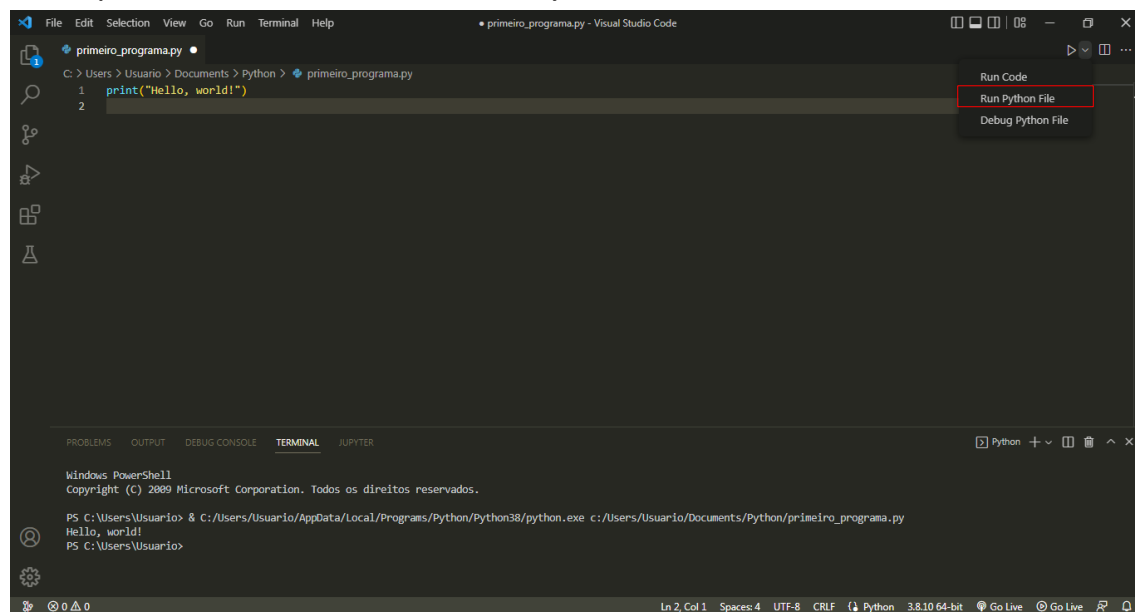 File Edit Selection View Go Run Terminal Help
● primeiro_programa.py - Visual Studio Code
1
primeiro_programa.py ●
C: > Users > Usuario > Documents > Python > primeiro_programa.py
1 print("Hello, world!")
2
Run Code
Run Python File
Debug Python File
PROBLEMS OUTPUT DEBUG CONSOLE TERMINAL JUPYTER
Python
Windows PowerShell
Copyright (C) 2009 Microsoft Corporation. Todos os direitos reservados.
PS C:\Users\Usuario> & C:/Users/Usuario/AppData/Local/Programs/Python/Python38/python.exe c:/Users/Usuario/Documents/Python/primeiro_programa.py
Hello, world!
PS C:\Users\Usuario>
0 0 Ln 2, Col 1 Spaces: 4 UTF-8 CRLF Python 3.8.10 64-bit Go Live Go Live